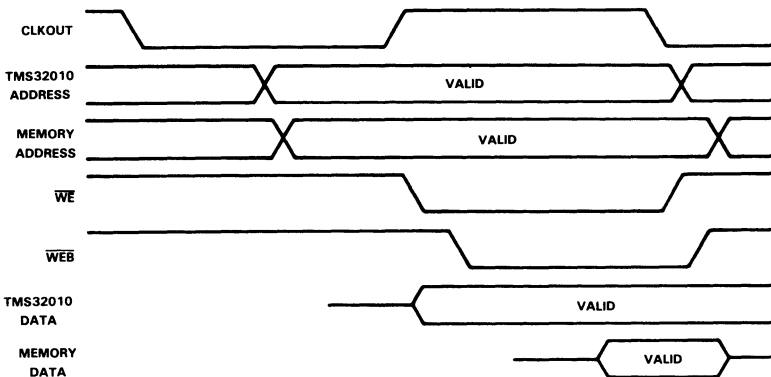 CLKOUT
TMS32010
ADDRESS
VALID
MEMORY
ADDRESS
VALID
WE
WEB
TMS32010
DATA
VALID
MEMORY
DATA
VALID